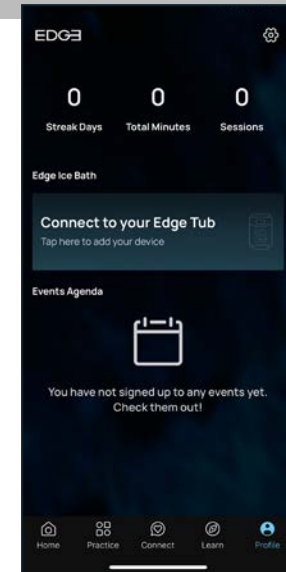 EDGE
0 0 0
Streak Days Total Minutes Sessions
Edge Ice Bath
Connect to your Edge Tub
Tap here to add your device
Events Agenda
You have not signed up to any events yet.
Check them out!
Home Practice Connect Learn Profile